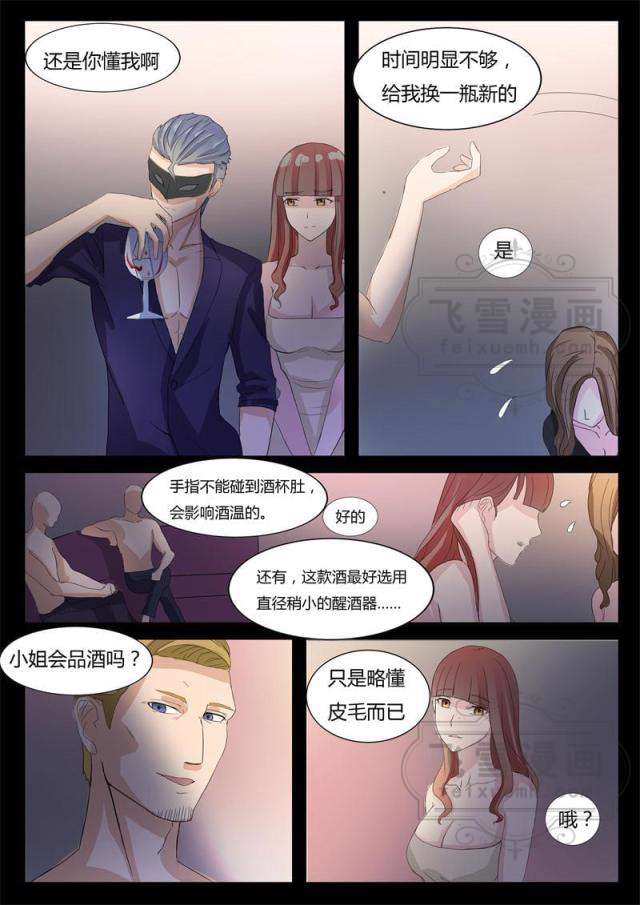 还是你懂我啊
时间明显不够，
给我换一瓶新的
是
飞雪漫画
feixuemh.com
手指不能碰到酒杯肚，
会影响酒温的。
好的
还有，这款酒最好选用
直径稍小的醒酒器……
小姐会品酒吗？
只是略懂
皮毛而已
飞雪漫画
feixuemh.com
哦？